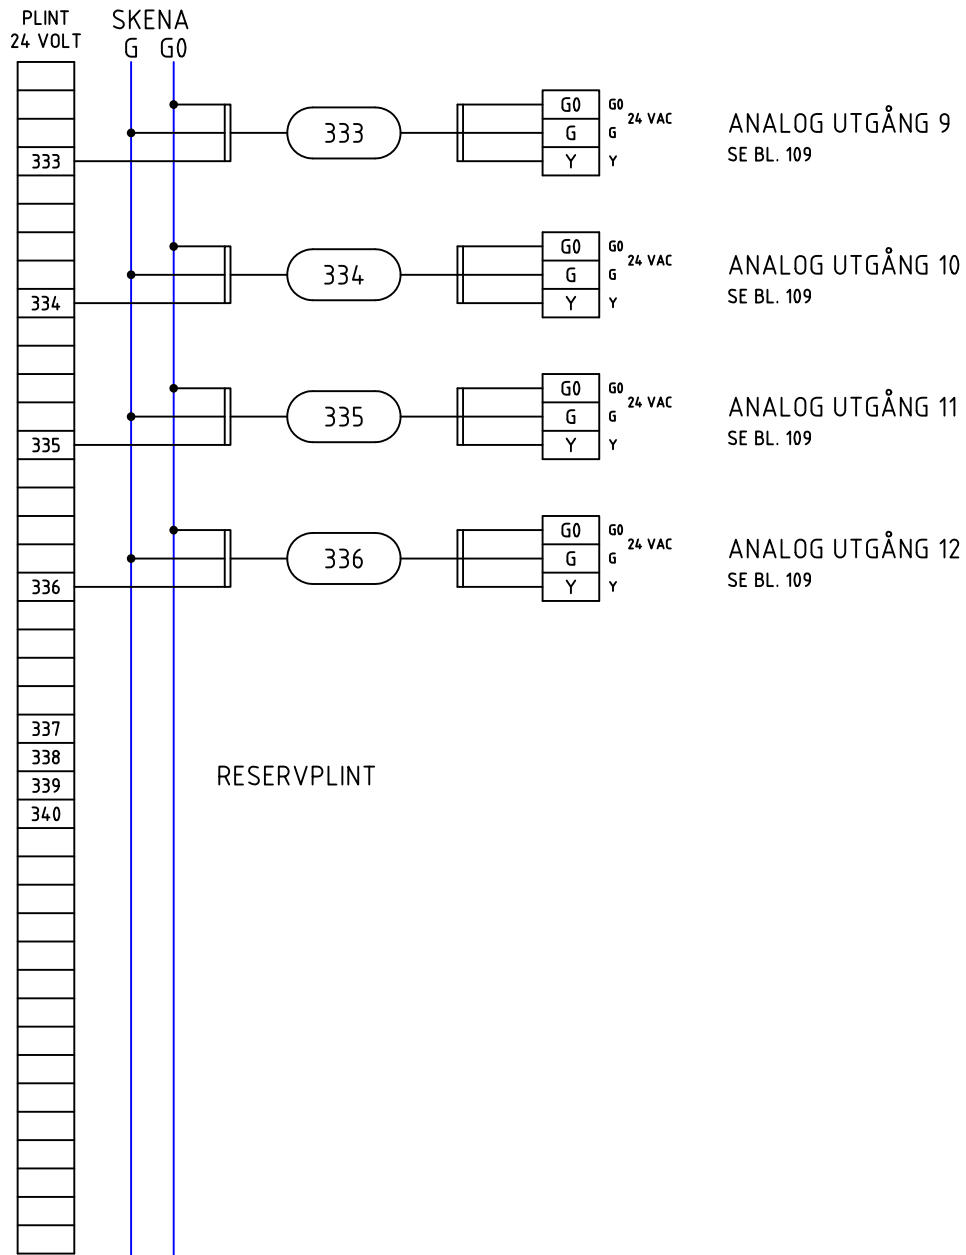 PLINT
24 VOLT
SKENA
G G0
G0 G0
24 VAC
333 G G
333 Y Y
ANALOG UTGÅNG 9
SE BL. 109
G0 G0
24 VAC
334 G G
334 Y Y
ANALOG UTGÅNG 10
SE BL. 109
G0 G0
24 VAC
335 G G
335 Y Y
ANALOG UTGÅNG 11
SE BL. 109
G0 G0
24 VAC
336 G G
336 Y Y
ANALOG UTGÅNG 12
SE BL. 109
337
338
339
340
RESERVPLINT